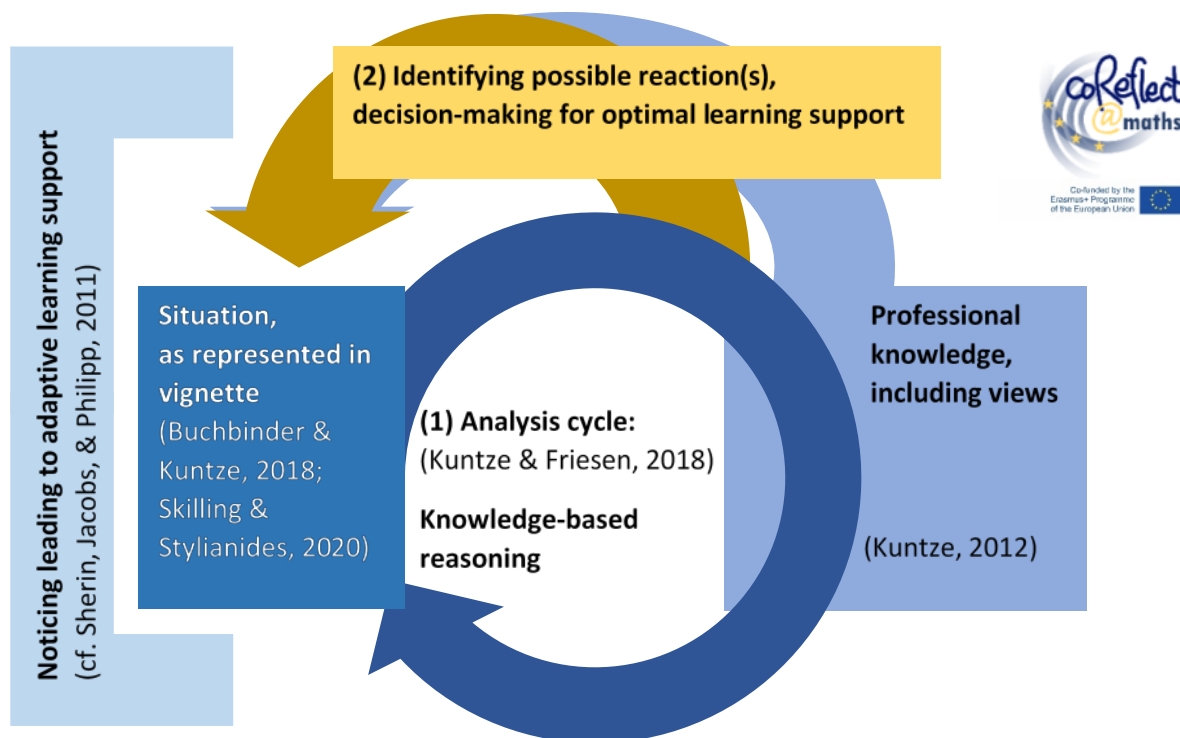 Noticing leading to adaptive learning support
(cf. Sherin, Jacobs, & Philipp, 2011)
(2) Identifying possible reaction(s),
decision-making for optimal learning support
coReflect
@maths
Co-funded by the
Erasmus+ Programme
of the European Union
Situation,
as represented in
vignette
(Buchbinder &
Kuntze, 2018;
Skilling &
Stylianides, 2020)
(1) Analysis cycle:
(Kuntze & Friesen, 2018)
Knowledge-based
reasoning
Professional
knowledge,
including views
(Kuntze, 2012)